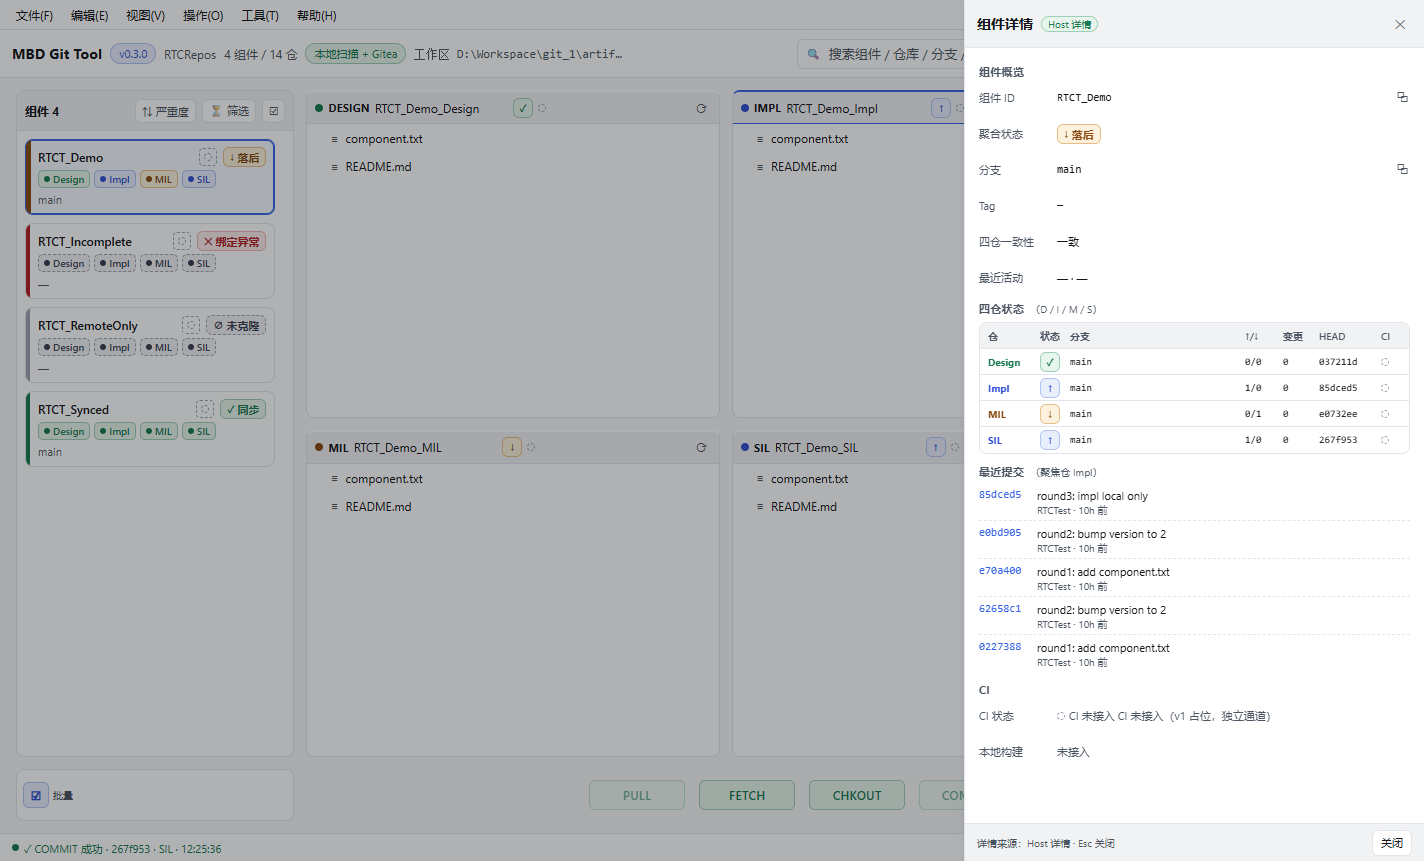 文件(F) 编辑(E) 视图(V) 操作(O) 工具(T) 帮助(H)
MBD Git Tool v0.3.0 RTCRepos 4 组件 / 14 仓 本地扫描 + Gitea 工作区 D:\Workspace\git_1\artif… 搜索组件 / 仓库 / 分支 /
组件 4 ↑↓ 严重度 筛选
RTCT_Demo ↓ 落后
Design Impl MIL SIL
main
RTCT_Incomplete ✕ 绑定异常
Design Impl MIL SIL
—
RTCT_RemoteOnly ⊘ 未克隆
Design Impl MIL SIL
—
RTCT_Synced ✓ 同步
Design Impl MIL SIL
main
批量
DESIGN RTCT_Demo_Design ✓
component.txt
README.md
IMPL RTCT_Demo_Impl ↑
component.txt
README.md
MIL RTCT_Demo_MIL ↓
component.txt
README.md
SIL RTCT_Demo_SIL ↑
component.txt
README.md
PULL FETCH CHKOUT
✓ COMMIT 成功 · 267f953 · SIL · 12:25:36
组件详情 Host 详情 ✕
组件概览
组件 ID RTCT_Demo
聚合状态 ↓ 落后
分支 main
Tag —
四仓一致性 一致
最近活动 — · —
四仓状态 （D / I / M / S）
仓 状态 分支 ↑/↓ 变更 HEAD CI
Design ✓ main 0/0 0 037211d
Impl ↑ main 1/0 0 85dced5
MIL ↓ main 0/1 0 e0732ee
SIL ↑ main 1/0 0 267f953
最近提交 （聚焦仓 Impl）
85dced5 round3: impl local only
RTCTest · 10h 前
e0bd905 round2: bump version to 2
RTCTest · 10h 前
e70a400 round1: add component.txt
RTCTest · 10h 前
62658c1 round2: bump version to 2
RTCTest · 10h 前
0227388 round1: add component.txt
RTCTest · 10h 前
CI
CI 状态 CI 未接入 CI 未接入（v1 占位，独立通道）
本地构建 未接入
详情来源：Host 详情 · Esc 关闭 关闭